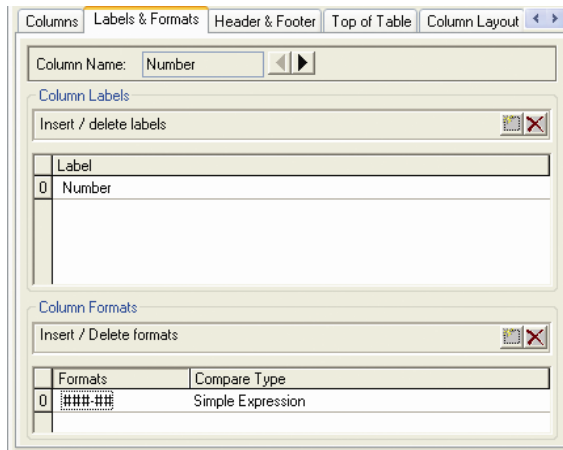 Columns Labels & Formats Header & Footer Top of Table Column Layout
Column Name: Number
Column Labels
Insert / delete labels
Label
0 Number
Column Formats
Insert / Delete formats
Formats Compare Type
0 ###-## Simple Expression